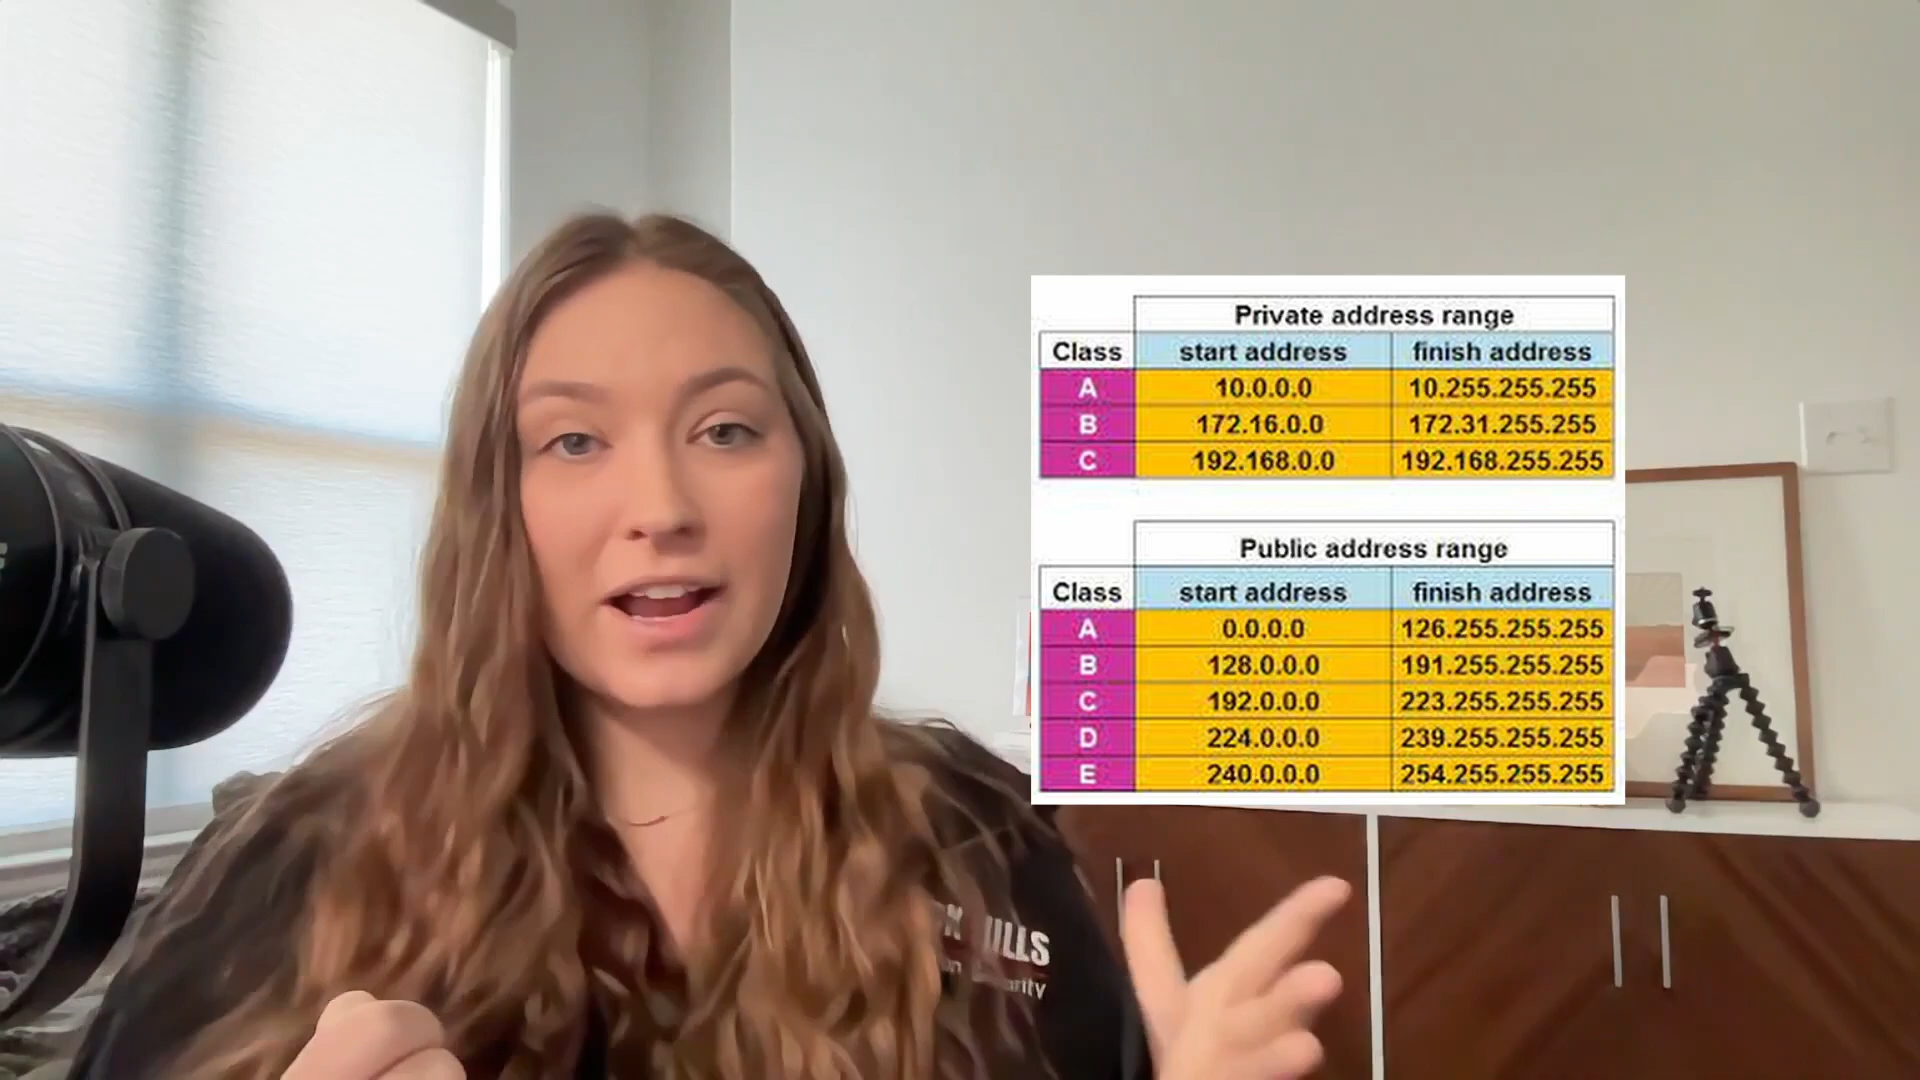 Private address range
Class start address finish address
A 10.0.0.0 10.255.255.255
B 172.16.0.0 172.31.255.255
C 192.168.0.0 192.168.255.255
Public address range
Class start address finish address
A 0.0.0.0 126.255.255.255
B 128.0.0.0 191.255.255.255
C 192.0.0.0 223.255.255.255
D 224.0.0.0 239.255.255.255
E 240.0.0.0 254.255.255.255